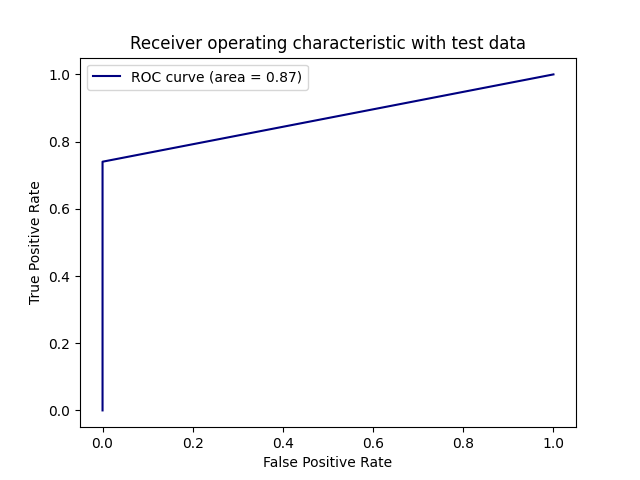 Receiver operating characteristic with test data
ROC curve (area = 0.87)
True Positive Rate
1.0
0.8
0.6
0.4
0.2
0.0
0.0 0.2 0.4 0.6 0.8 1.0
False Positive Rate